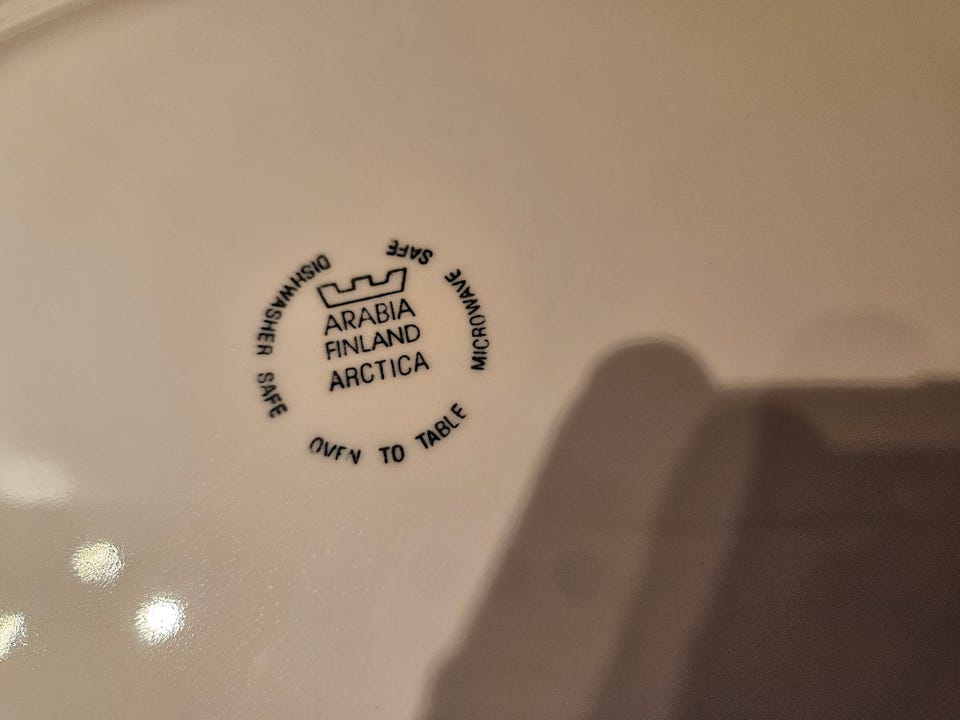 ARABIA
FINLAND
ARCTICA
DISHWASHER SAFE
OVEN TO TABLE
MICROWAVE SAFE